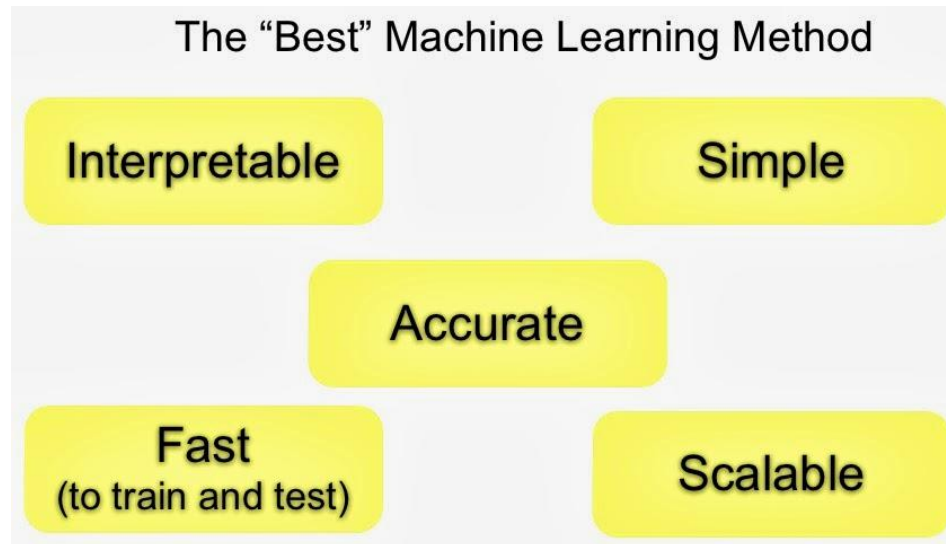 The “Best” Machine Learning Method
Interpretable
Simple
Accurate
Fast
(to train and test)
Scalable